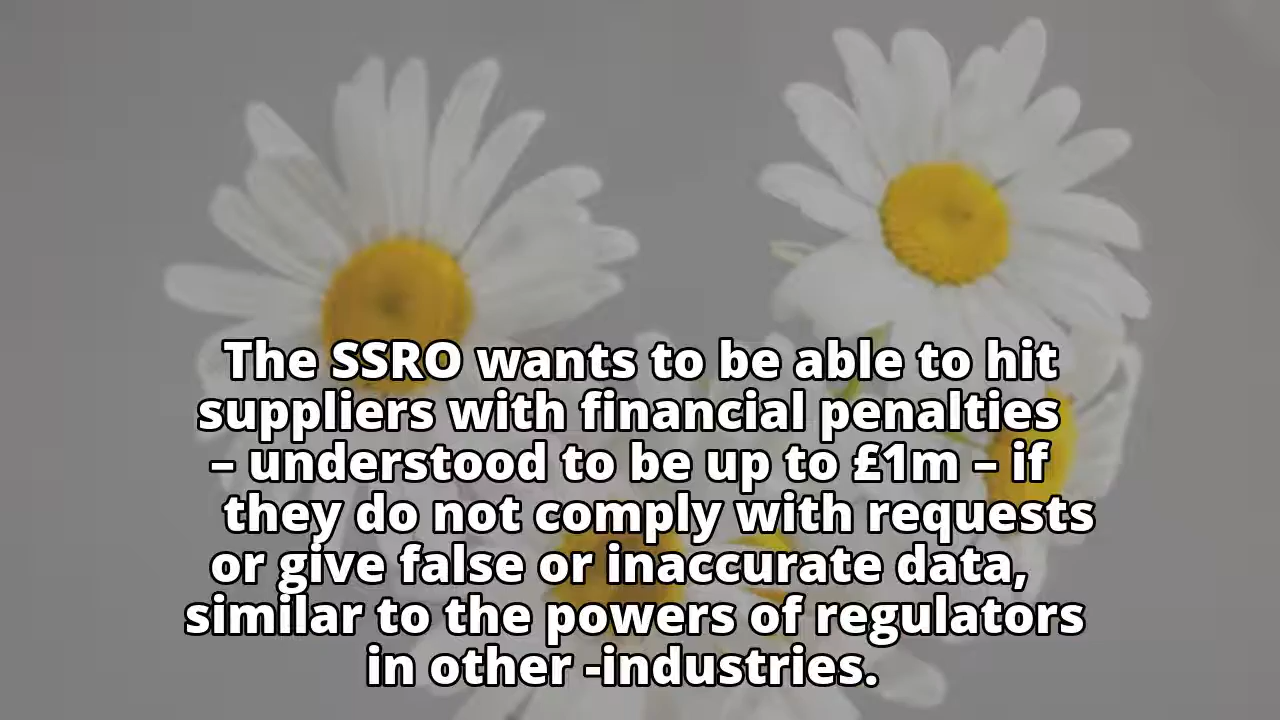 The SSRO wants to be able to hit
suppliers with financial penalties
– understood to be up to £1m – if
they do not comply with requests
or give false or inaccurate data,
similar to the powers of regulators
in other -industries.